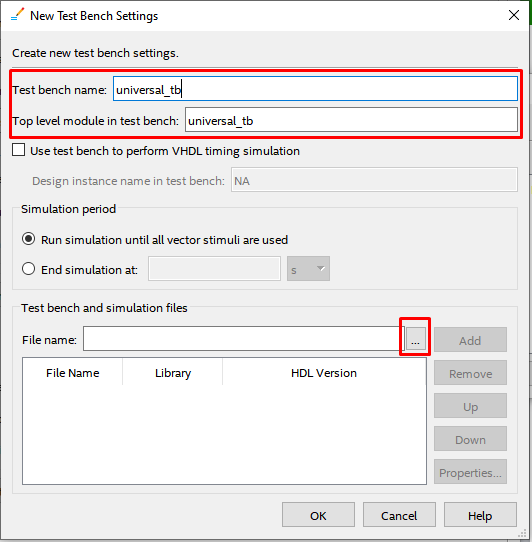 New Test Bench Settings
Create new test bench settings.
Test bench name: universal_tb
Top level module in test bench: universal_tb
Use test bench to perform VHDL timing simulation
Design instance name in test bench: NA
Simulation period
Run simulation until all vector stimuli are used
End simulation at: s
Test bench and simulation files
File name: ... Add
File Name Library HDL Version
Remove
Up
Down
Properties...
OK Cancel Help